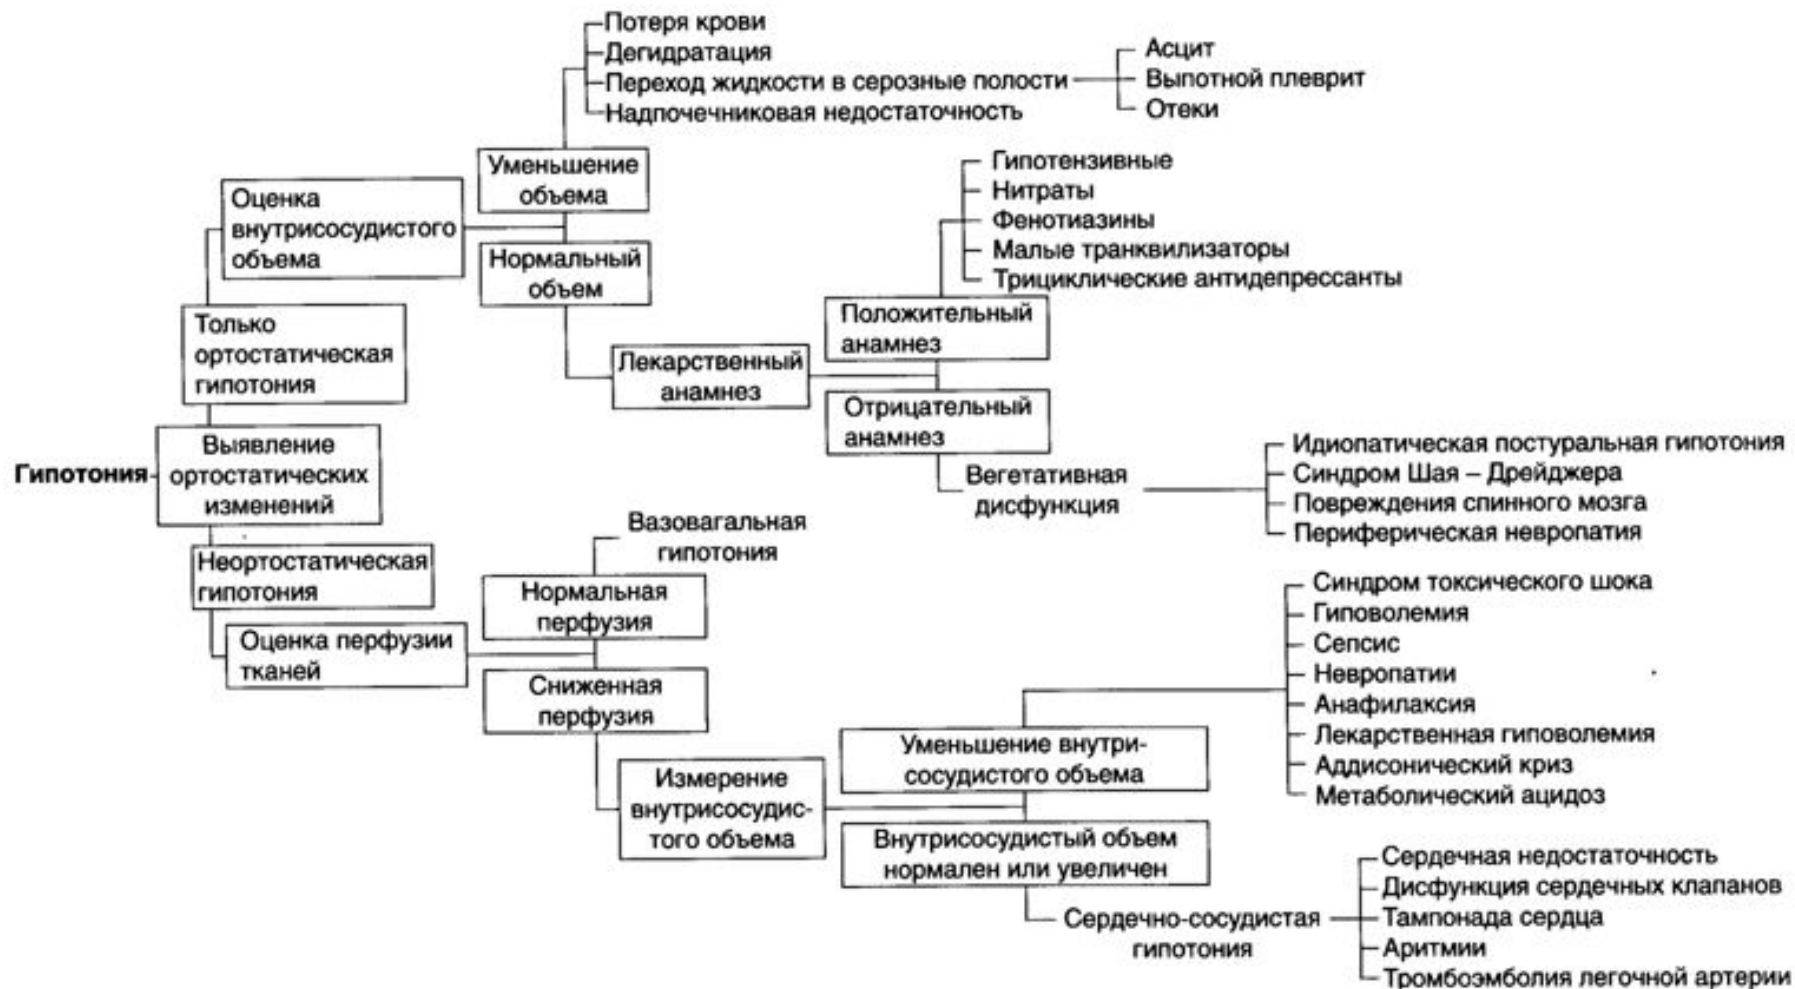 Потеря крови
Дегидратация
Переход жидкости в серозные полости
Надпочечниковая недостаточность
Асцит
Выпотной плеврит
Отеки
Уменьшение
объема
Оценка
внутрисосудистого
объема
Нормальный
объем
Гипотензивные
Нитраты
Фенотиазины
Малые транквилизаторы
Трициклические антидепрессанты
Только
ортостатическая
гипотония
Лекарственный
анамнез
Положительный
анамнез
Отрицательный
анамнез
Гипотония
Выявление
ортостатических
изменений
Вегетативная
дисфункция
Идиопатическая постуральная гипотония
Синдром Шая – Дрейджера
Повреждения спинного мозга
Периферическая невропатия
Неортостатическая
гипотония
Вазовагальная
гипотония
Нормальная
перфузия
Оценка перфузии
тканей
Сниженная
перфузия
Измерение
внутрисосудис-
того объема
Уменьшение внутри-
сосудистого объема
Синдром токсического шока
Гиповолемия
Сепсис
Невропатии
Анафилаксия
Лекарственная гиповолемия
Аддисонический криз
Метаболический ацидоз
Внутрисосудистый объем
нормален или увеличен
Сердечно-сосудистая
гипотония
Сердечная недостаточность
Дисфункция сердечных клапанов
Тампонада сердца
Аритмии
Тромбоэмболия легочной артерии